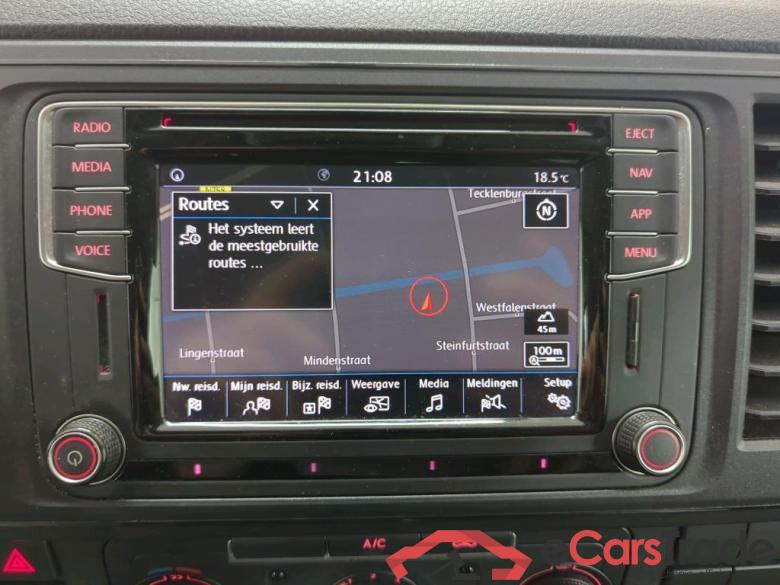 RADIO
MEDIA
PHONE
VOICE
EJECT
NAV
APP
MENU
21:08
18.5°C
Routes
Het systeem leert
de meestgebruikte
routes ...
N
Westfalenstraat
45m
Steinfurtstraat
100m
Lingenstraat
Mindenstraat
Nw. reisd.
Mijn reisd.
Bijz. reisd.
Weergave
Media
Meldingen
Setup
A/C
Cars